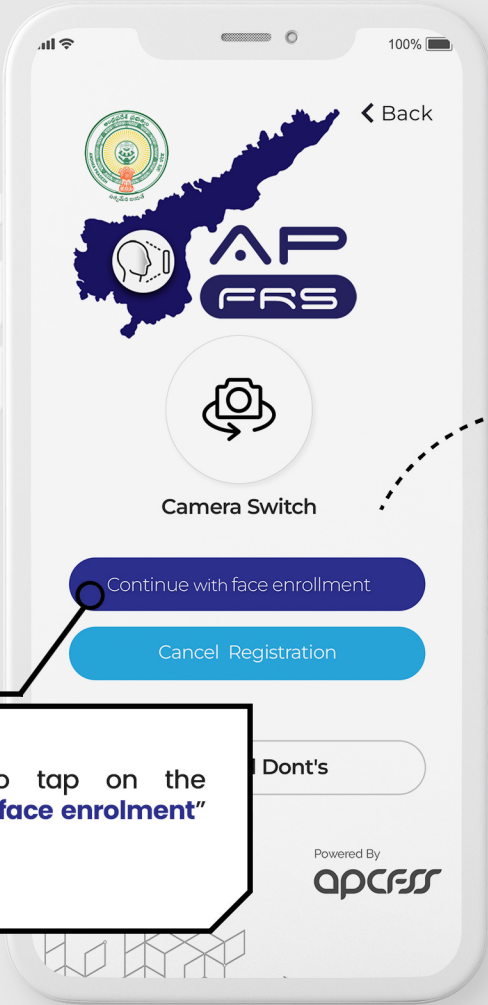 100%
Back
AP
FRS
Camera Switch
Continue with face enrollment
Cancel Registration
tap on the
face enrolment"
Dont's
Powered By
apcfss